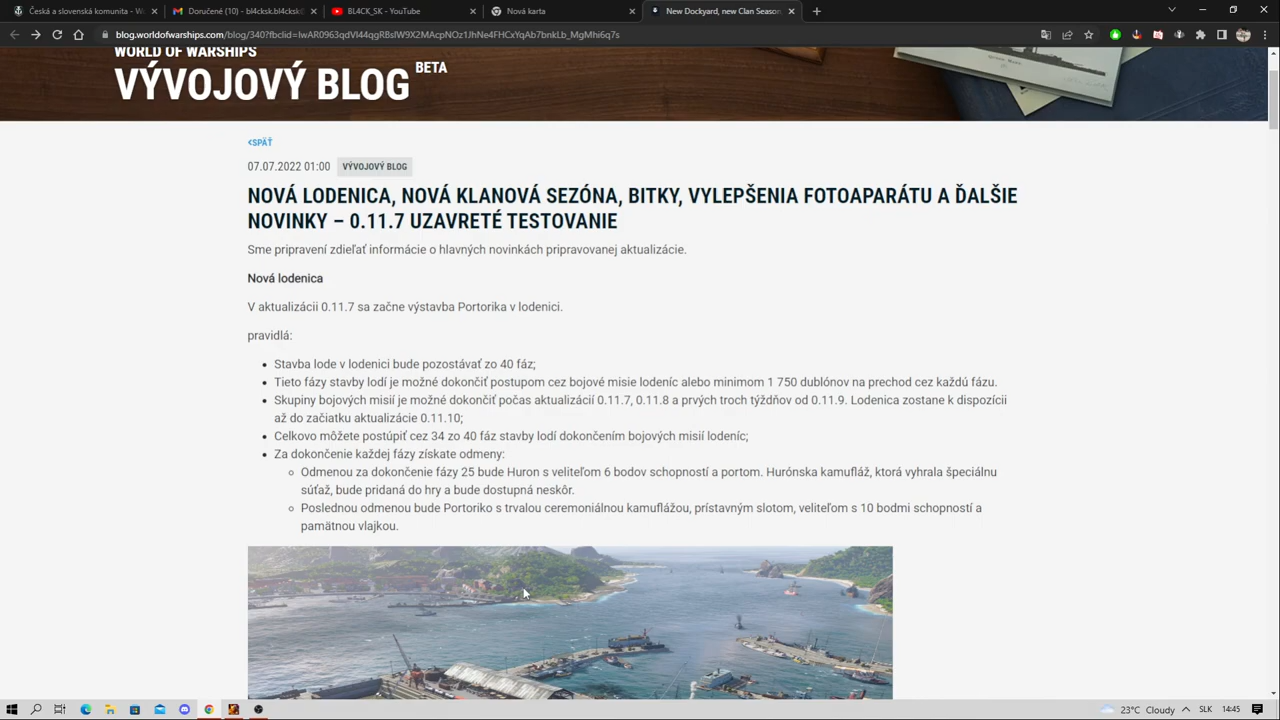 Česká a slovenská komunita - W
Doručené (10) - bl4cksk.bl4cksk@
BL4CK_SK - YouTube
Nová karta
New Dockyard, new Clan Season,
blog.worldofwarships.com/blog/340?fbclid=IwAR0963qdVl44qgRBslW9X2MAcpNOz1JhNe4FHCxYqAb7bnkLb_MgMhi6q7s
WORLD OF WARSHIPS
VÝVOJOVÝ BLOG BETA
<SPÄŤ
07.07.2022 01:00 VÝVOJOVÝ BLOG
NOVÁ LODENICA, NOVÁ KLANOVÁ SEZÓNA, BITKY, VYLEPŠENIA FOTOAPARÁTU A ĎALŠIE
NOVINKY – 0.11.7 UZAVRETÉ TESTOVANIE
Sme pripravení zdieľať informácie o hlavných novinkách pripravovanej aktualizácie.
Nová lodenica
V aktualizácii 0.11.7 sa začne výstavba Portorika v lodenici.
pravidlá:
Stavba lode v lodenici bude pozostávať zo 40 fáz;
Tieto fázy stavby lodí je možné dokončiť postupom cez bojové misie lodeníc alebo minimom 1 750 dublónov na prechod cez každú fázu.
Skupiny bojových misií je možné dokončiť počas aktualizácií 0.11.7, 0.11.8 a prvých troch týždňov od 0.11.9. Lodenica zostane k dispozícii
až do začiatku aktualizácie 0.11.10;
Celkovo môžete postúpiť cez 34 zo 40 fáz stavby lodí dokončením bojových misií lodeníc;
Za dokončenie každej fázy získate odmeny:
Odmenou za dokončenie fázy 25 bude Huron s veliteľom 6 bodov schopností a portom. Hurónska kamufláž, ktorá vyhrala špeciálnu
súťaž, bude pridaná do hry a bude dostupná neskôr.
Poslednou odmenou bude Portoriko s trvalou ceremoniálnou kamuflážou, prístavným slotom, veliteľom s 10 bodmi schopností a
pamätnou vlajkou.
23°C Cloudy SLK 14:45